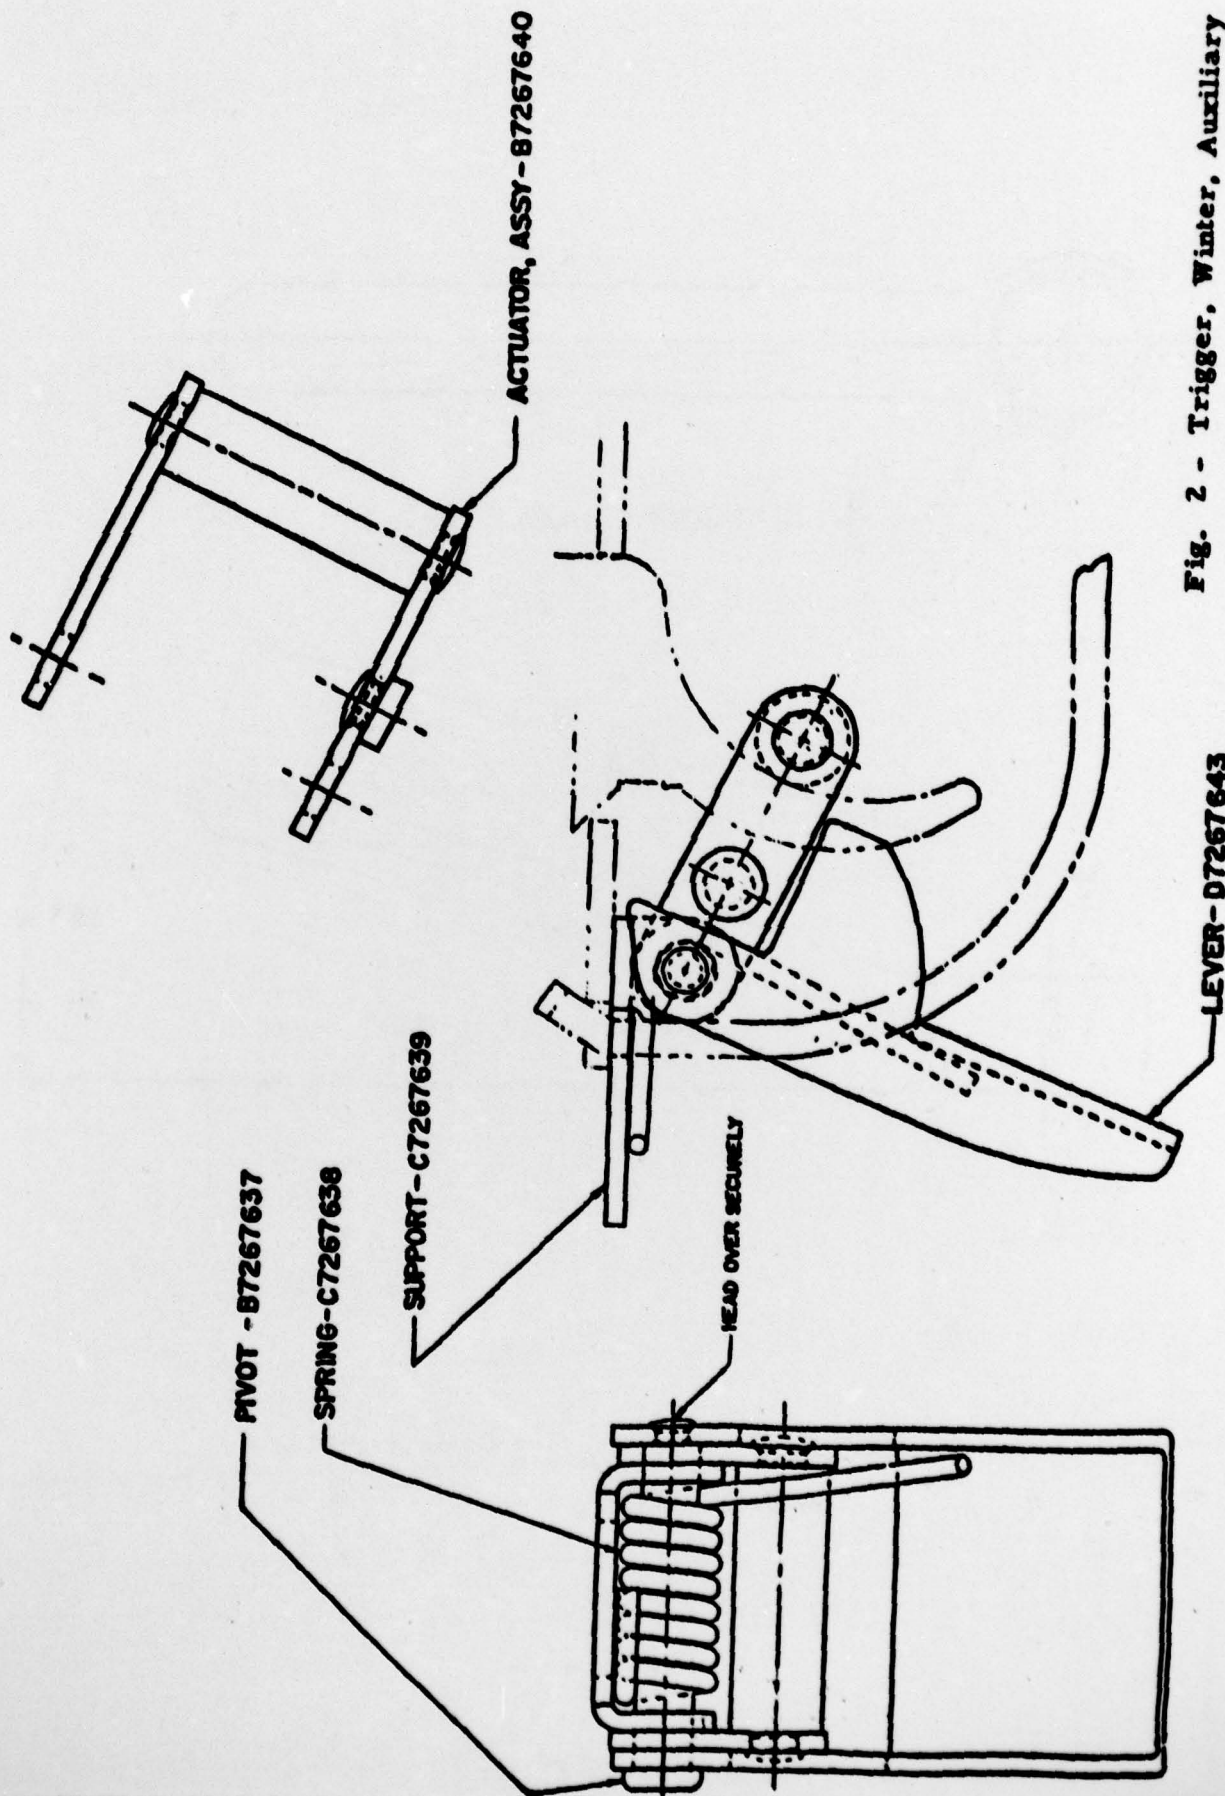 PIVOT - B7267637
SPRING-C7267638
SUPPORT-C7267639
ACTUATOR, ASSY-B7267640
HEAD OVER SECURELY
LEVER-D7267643
Fig. 2 - Trigger, Winter, Auxiliary